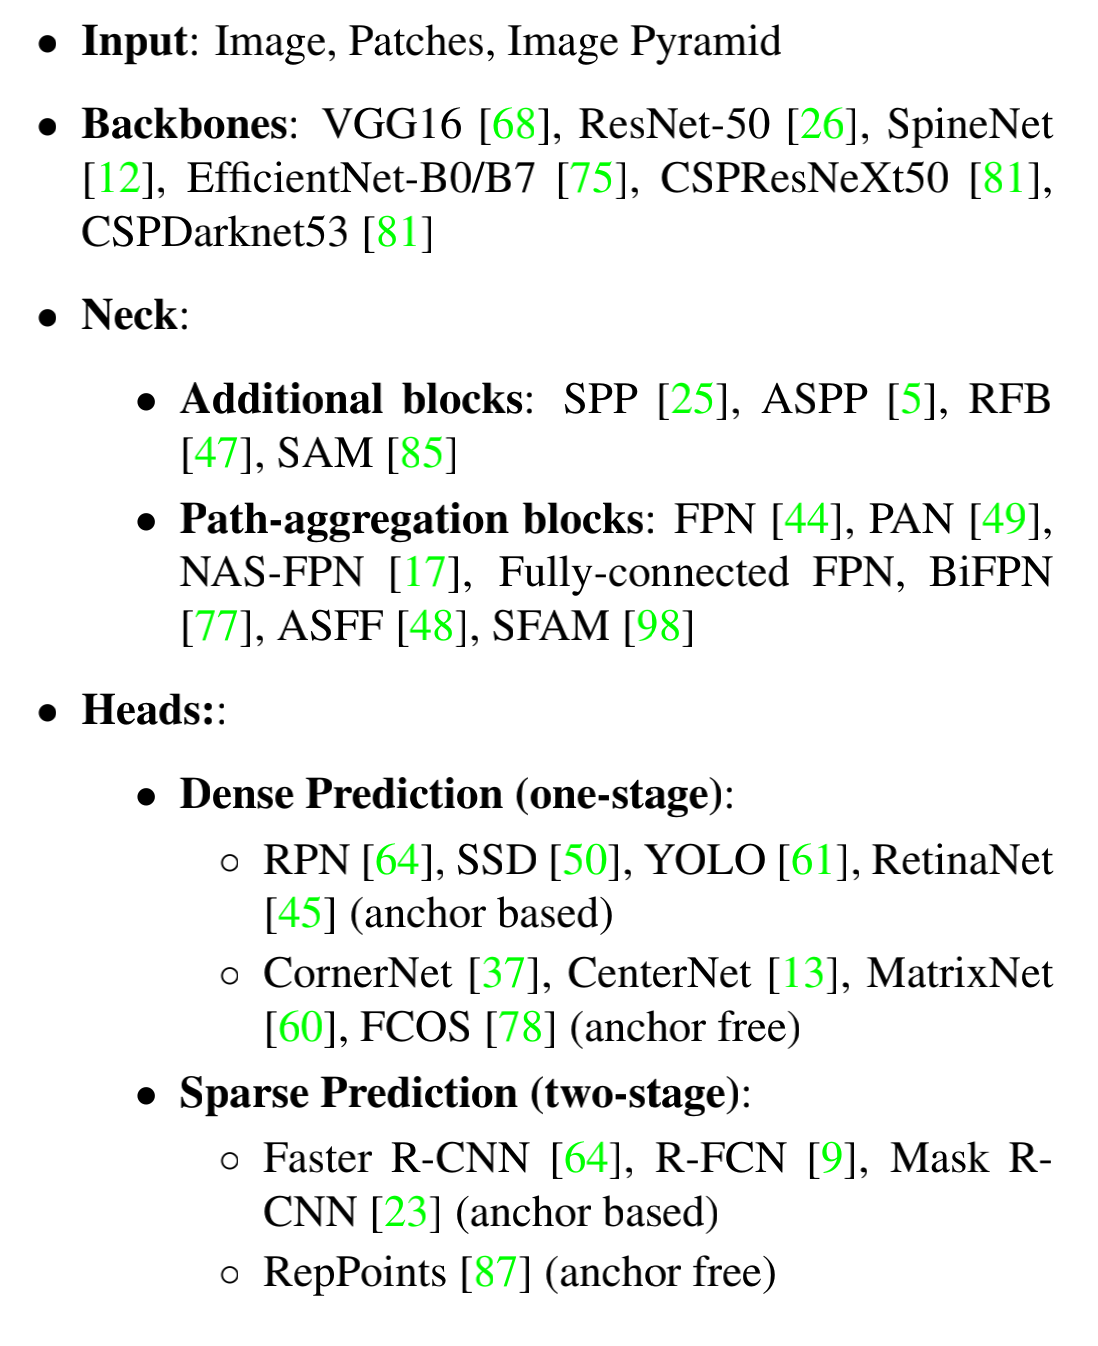 • Input: Image, Patches, Image Pyramid
• Backbones: VGG16 [68], ResNet-50 [26], SpineNet
[12], EfficientNet-B0/B7 [75], CSPResNeXt50 [81],
CSPDarknet53 [81]
• Neck:
• Additional blocks: SPP [25], ASPP [5], RFB
[47], SAM [85]
• Path-aggregation blocks: FPN [44], PAN [49],
NAS-FPN [17], Fully-connected FPN, BiFPN
[77], ASFF [48], SFAM [98]
• Heads::
• Dense Prediction (one-stage):
◦ RPN [64], SSD [50], YOLO [61], RetinaNet
[45] (anchor based)
◦ CornerNet [37], CenterNet [13], MatrixNet
[60], FCOS [78] (anchor free)
• Sparse Prediction (two-stage):
◦ Faster R-CNN [64], R-FCN [9], Mask R-
CNN [23] (anchor based)
◦ RepPoints [87] (anchor free)